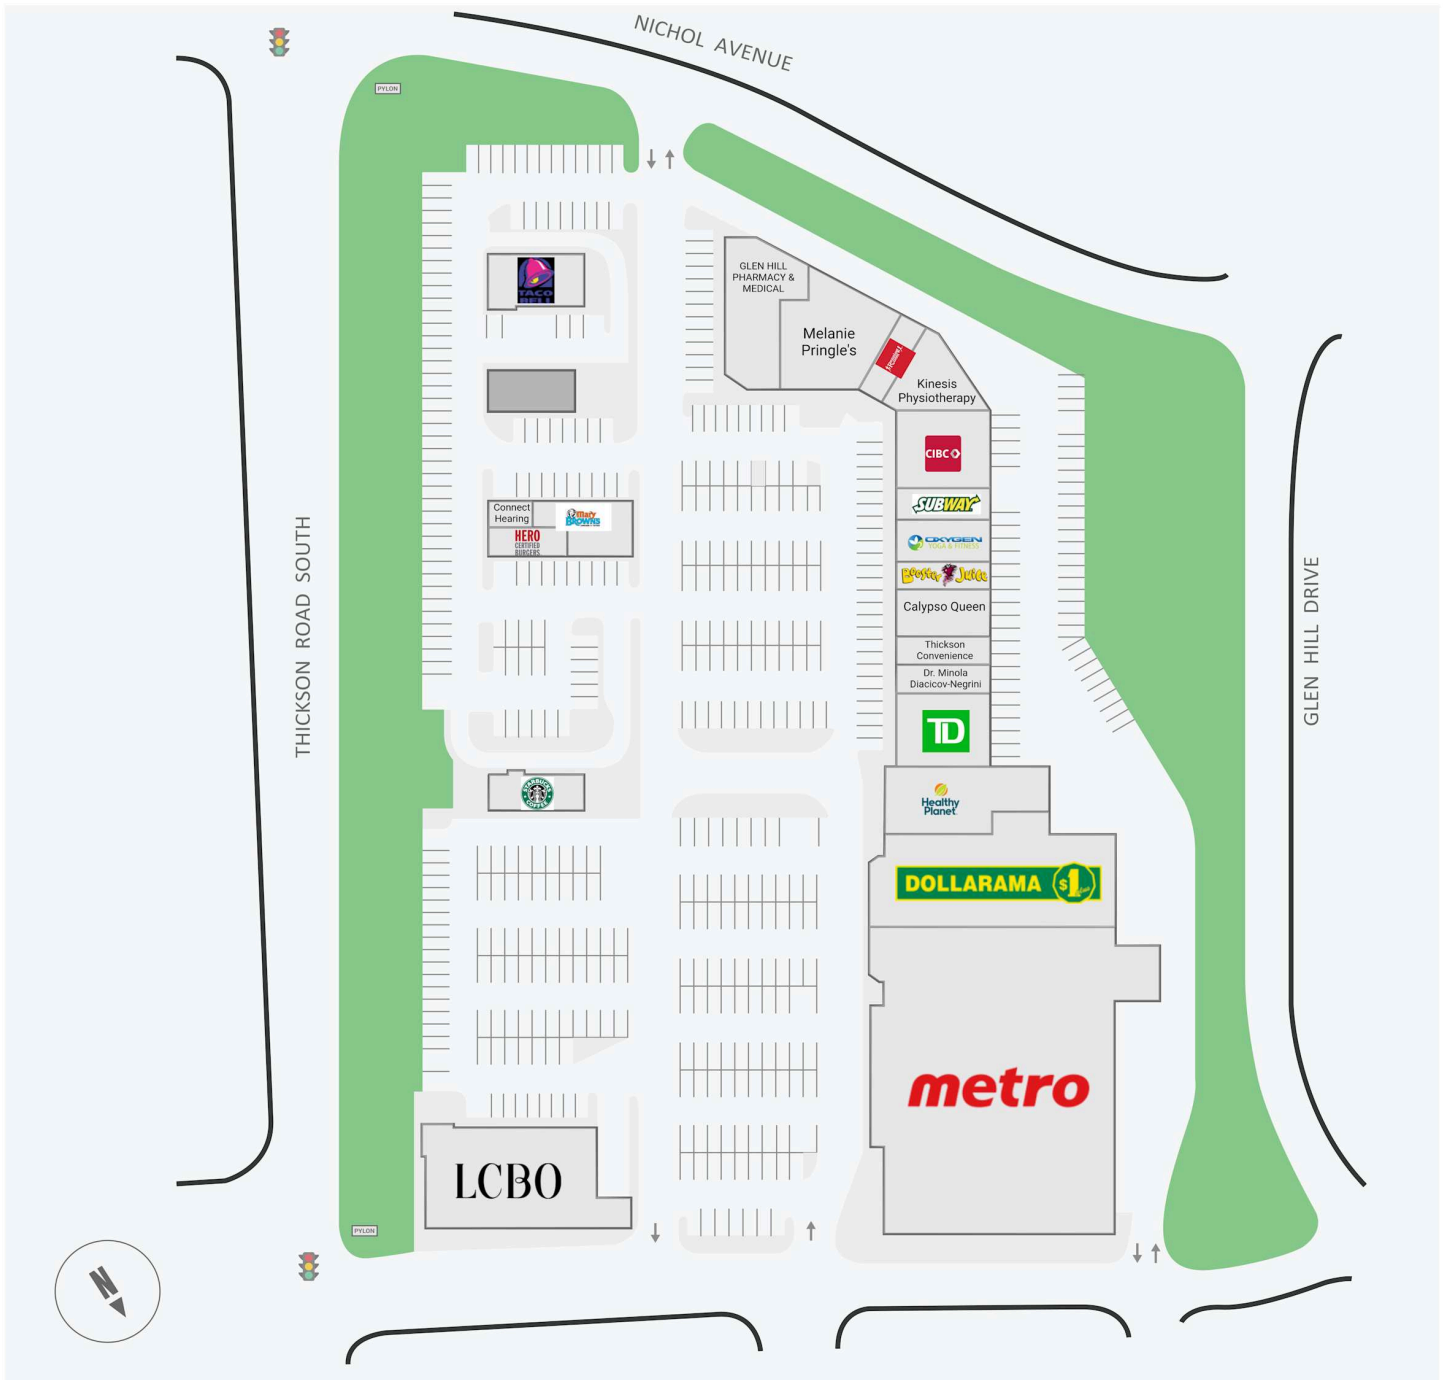 NICHOL AVENUE
PYLON
TACO
BELL
GLEN HILL
PHARMACY &
MEDICAL
Melanie
Pringle's
Kinesis
Physiotherapy
CIBC
SUBWAY
OXYGEN
YOGA & FITNESS
Booster Juice
Calypso Queen
Thickson
Convenience
Dr. Minola
Diacicov-Negrini
TD
Healthy
Planet
DOLLARAMA $1
metro
Connect
Hearing
Mary
BROWNS
HERO
CERTIFIED
BURGERS
STARBUCKS
COFFEE
LCBO
PYLON
N
THICKSON ROAD SOUTH
GLEN HILL DRIVE